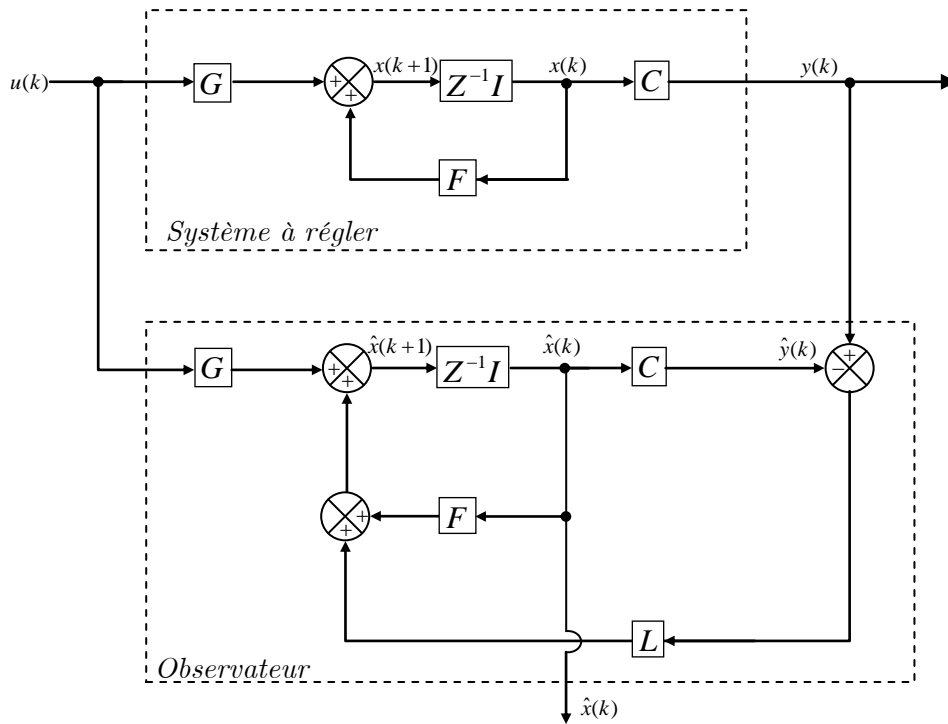 u(k)
G
+
+
x(k+1)
Z⁻¹I
x(k)
C
y(k)
F
Système à régler
G
+
+
x̂(k+1)
Z⁻¹I
x̂(k)
C
ŷ(k)
+
−
+
+
F
L
Observateur
x̂(k)